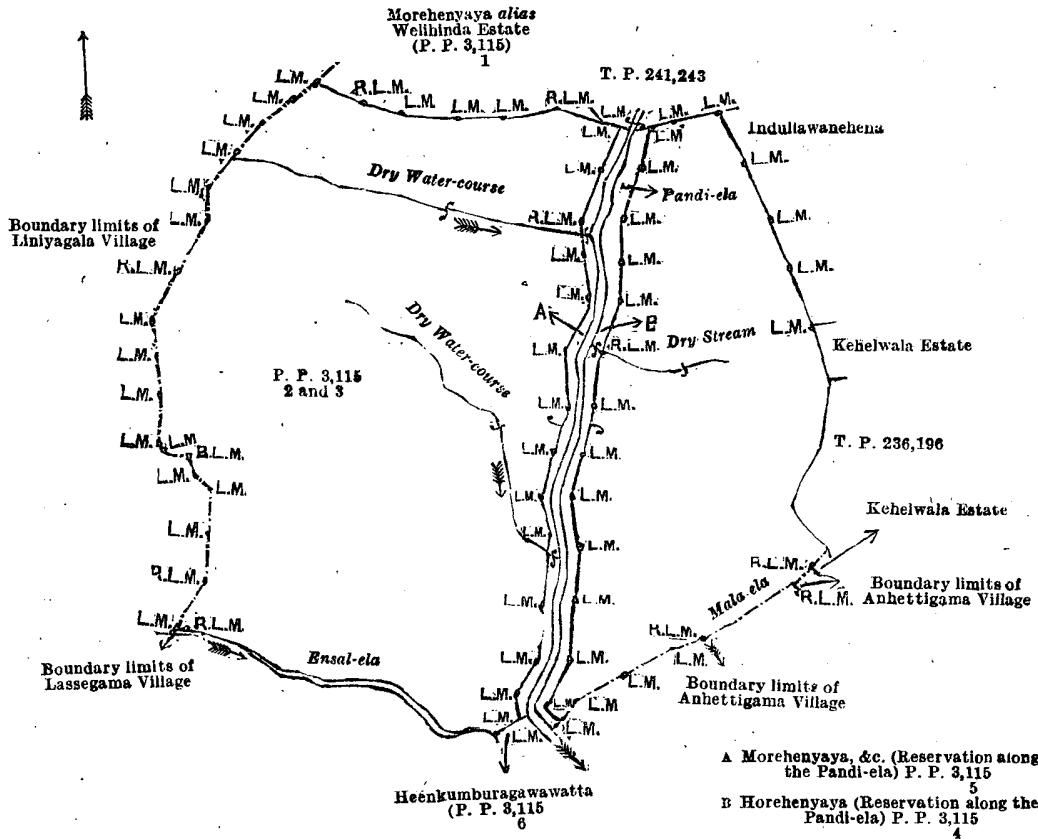 Morehenyaya alias
Welihinda Estate
(P. P. 3,115)
1
T. P. 241,243
L.M.
R.L.M.
L.M.
L.M.
L.M.
R.L.M.
L.M.
L.M.
L.M.
L.M.
L.M.
L.M.
L.M.
L.M.
Indullawanehena
L.M.
L.M.
L.M.
L.M.
Dry Water-course
Pandi-ela
L.M.
L.M.
R.L.M.
L.M.
Boundary limits of
Liniyagala Village
L.M.
R.L.M.
L.M.
L.M.
L.M.
A
B
L.M.
L.M.
Dry Water-course
R.L.M.
Dry Stream
Kehelwala Estate
L.M.
L.M.
P. P. 3,115
2 and 3
L.M.
L.M.
L.M.
T. P. 236,196
L.M.
L.M.
R.L.M.
L.M.
L.M.
L.M.
L.M.
L.M.
Kehelwala Estate
L.M.
L.M.
L.M.
R.L.M.
R.L.M.
Mala-ela
R.L.M.
Boundary limits of
Anhettigama Village
L.M.
L.M.
L.M.
R.L.M.
R.L.M.
L.M.
Boundary limits of
Lassegama Village
Ensal-ela
L.M.
L.M.
L.M.
Boundary limits of
Anhettigama Village
L.M.
L.M.
L.M.
L.M.
L.M.
L.M.
Heenkumburagawawatta
(P. P. 3,115
6
A Morehenyaya, &c. (Reservation along
the Pandi-ela) P. P. 3,115
5
B Horehenyaya (Reservation along the
Pandi-ela) P. P. 3,115
4